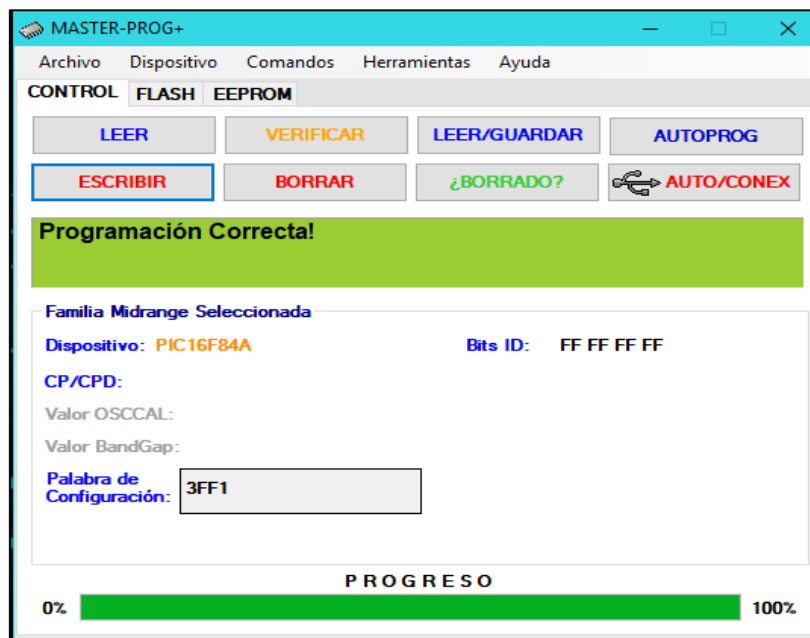 MASTER-PROG+
Archivo Dispositivo Comandos Herramientas Ayuda
CONTROL FLASH EEPROM
LEER VERIFICAR LEER/GUARDAR AUTOPROG
ESCRIBIR BORRAR ¿BORRADO? AUTO/CONEX
Programación Correcta!
Familia Midrange Seleccionada
Dispositivo: PIC16F84A Bits ID: FF FF FF FF
CP/CPD:
Valor OSCCAL:
Valor BandGap:
Palabra de
Configuración: 3FF1
PROGRESO
0% 100%